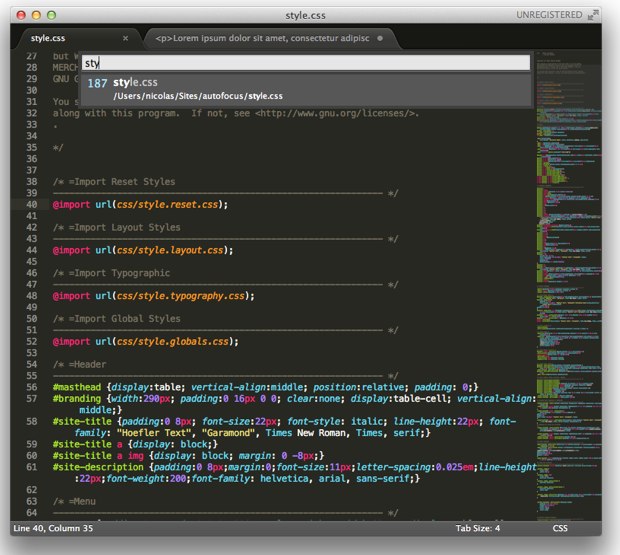 style.css
UNREGISTERED
style.css ×
<p>Lorem ipsum dolor sit amet, consectetur adipisc
27 but W
sty
28 MERCH
187 style.css
29 GNU G
/Users/nicolas/Sites/autofocus/style.css
30
31 You s
32 along with this program. If not, see <http://www.gnu.org/licenses/>.
33 .
34
35 */
36
37
38 /* =Import Reset Styles
39 */
40 @import url(css/style.reset.css);
41
42 /* =Import Layout Styles
43 */
44 @import url(css/style.layout.css);
45
46 /* =Import Typographic
47 */
48 @import url(css/style.typography.css);
49
50 /* =Import Global Styles
51 */
52 @import url(css/style.globals.css);
53
54 /* =Header
55 */
56 #masthead {display:table; vertical-align:middle; position:relative; padding: 0;}
57 #branding {width:290px; padding:0 16px 0 0; clear:none; display:table-cell; vertical-align:
middle;}
58 #site-title {padding:0 8px; font-size:22px; font-style: italic; line-height:22px; font-
family: "Hoefler Text", "Garamond", Times New Roman, Times, serif;}
59 #site-title a {display: block;}
60 #site-title a img {display: block; margin: 0 -8px;}
61 #site-description {padding:0 8px;margin:0;font-size:11px;letter-spacing:0.025em;line-height
:22px;font-weight:200;font-family: helvetica, arial, sans-serif;}
62
63 /* =Menu
64 */
Line 40, Column 35
Tab Size: 4
CSS